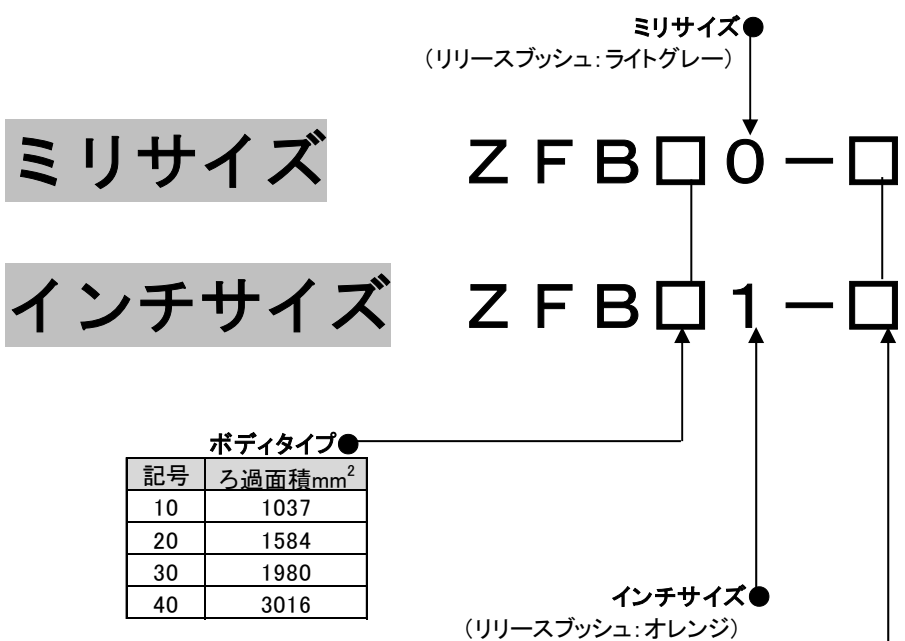 ミリサイズ●
（リリースブッシュ：ライトグレー）
ミリサイズ ＺＦＢ□０－□
インチサイズ ＺＦＢ□１－□
ボディタイプ●
記号 ろ過面積mm²
10 1037
20 1584
30 1980
40 3016
インチサイズ●
（リリースブッシュ：オレンジ）